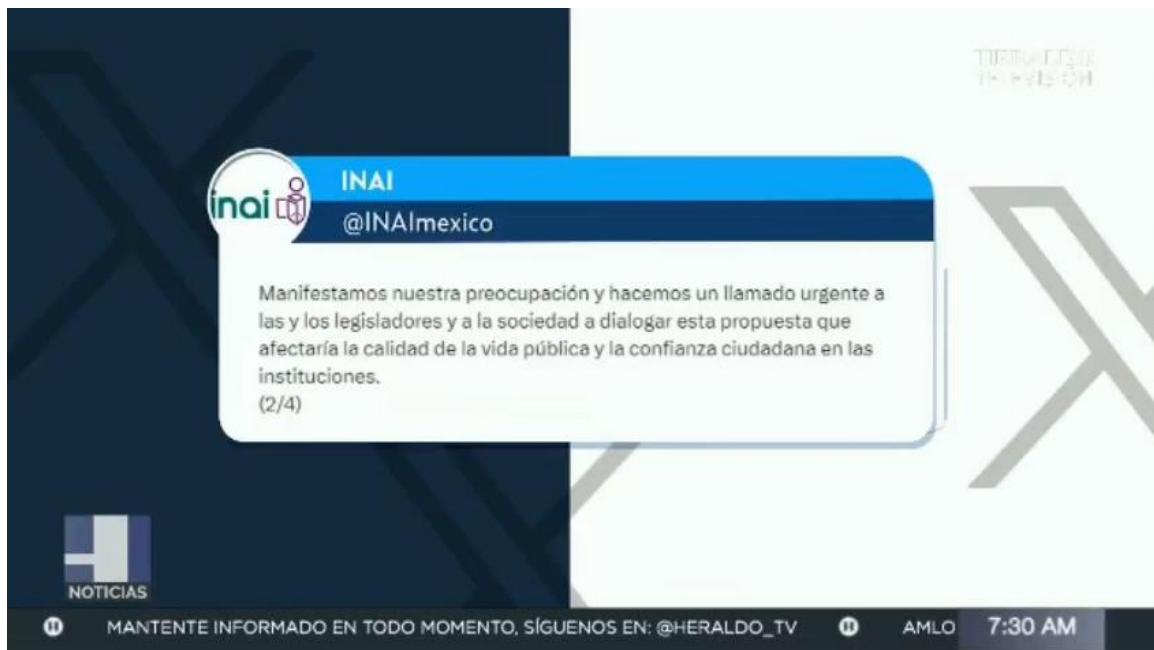 HERALDO
TELEVISIÓN
inai
INAI
@INAImexico
Manifestamos nuestra preocupación y hacemos un llamado urgente a
las y los legisladores y a la sociedad a dialogar esta propuesta que
afectaría la calidad de la vida pública y la confianza ciudadana en las
instituciones.
(2/4)
NOTICIAS
MANTENTE INFORMADO EN TODO MOMENTO, SÍGUENOS EN: @HERALDO_TV
AMLO
7:30 AM